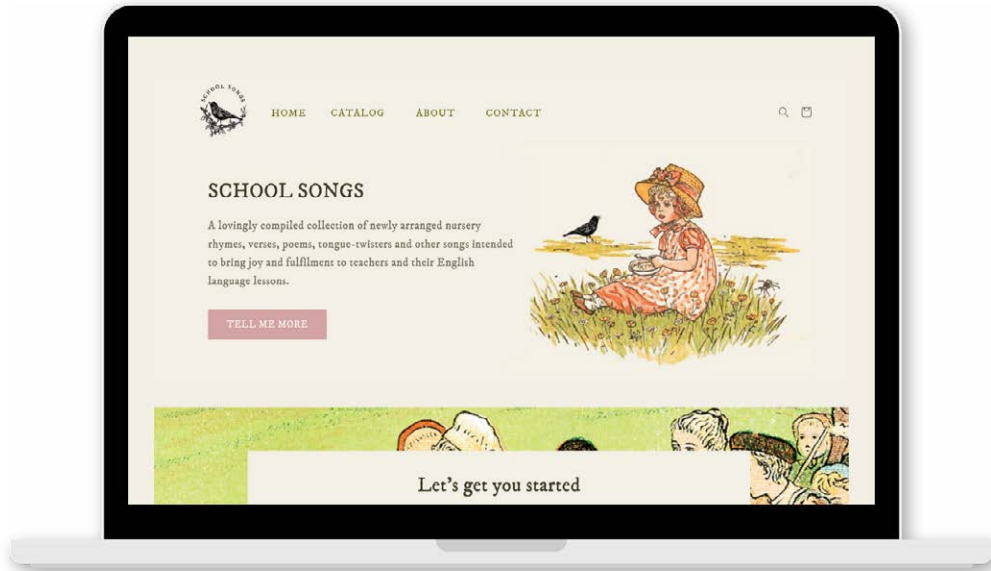 SCHOOL SONGS
HOME CATALOG ABOUT CONTACT
SCHOOL SONGS
A lovingly compiled collection of newly arranged nursery
rhymes, verses, poems, tongue-twisters and other songs intended
to bring joy and fulfilment to teachers and their English
language lessons.
TELL ME MORE
Let's get you started